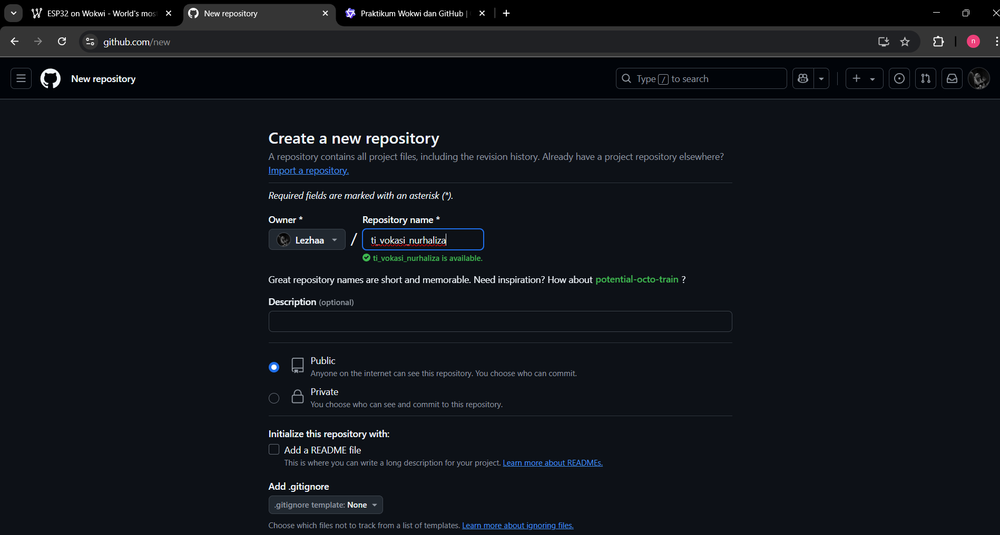 ESP32 on Wokwi - World's mos
New repository
Praktikum Wokwi dan GitHub |
github.com/new
n
New repository
Type / to search
Create a new repository
A repository contains all project files, including the revision history. Already have a project repository elsewhere?
Import a repository.
Required fields are marked with an asterisk (*).
Owner *
Repository name *
Lezhaa
/
ti_vokasi_nurhaliza
ti_vokasi_nurhaliza is available.
Great repository names are short and memorable. Need inspiration? How about potential-octo-train ?
Description (optional)
Public
Anyone on the internet can see this repository. You choose who can commit.
Private
You choose who can see and commit to this repository.
Initialize this repository with:
Add a README file
This is where you can write a long description for your project. Learn more about READMEs.
Add .gitignore
.gitignore template: None
Choose which files not to track from a list of templates. Learn more about ignoring files.